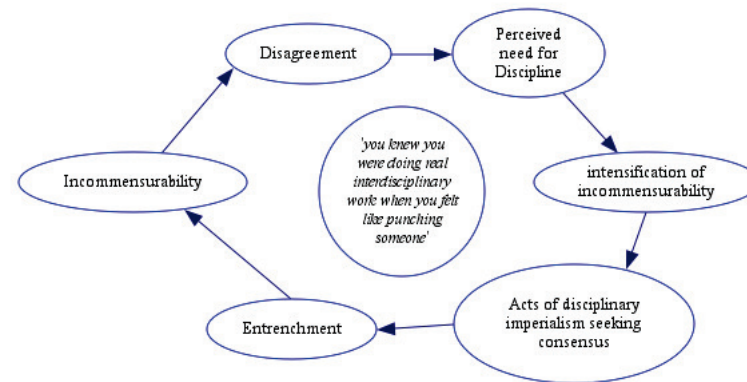 Disagreement
Perceived
need for
Discipline
'you knew you
were doing real
interdisciplinary
work when you felt
like punching
someone'
Incommensurability
intensification of
incommensurability
Acts of disciplinary
imperialism seeking
consensus
Entrenchment